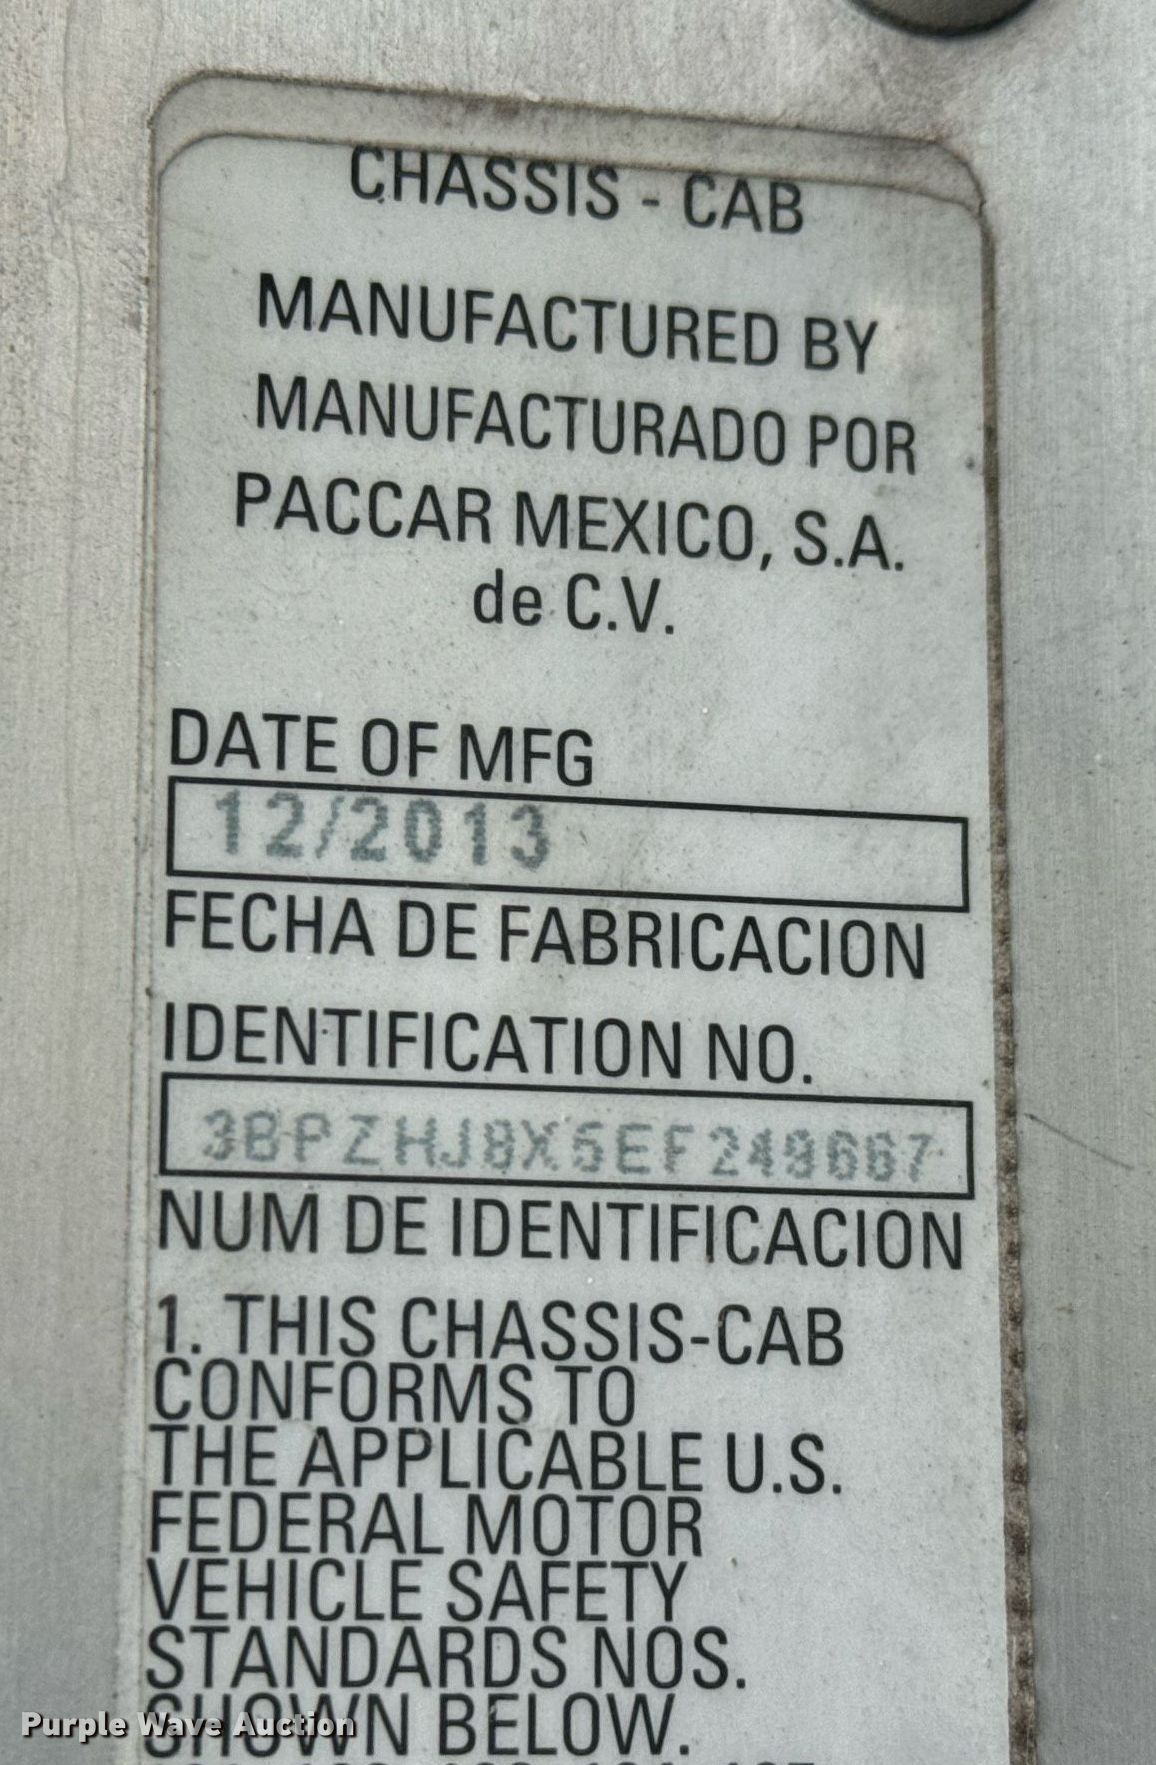 CHASSIS - CAB
MANUFACTURED BY
MANUFACTURADO POR
PACCAR MEXICO, S.A.
de C.V.
DATE OF MFG
12/2013
FECHA DE FABRICACION
IDENTIFICATION NO.
3BPZHJ8X5EF249667
NUM DE IDENTIFICACION
1. THIS CHASSIS-CAB
CONFORMS TO
THE APPLICABLE U.S.
FEDERAL MOTOR
VEHICLE SAFETY
STANDARDS NOS.
SHOWN BELOW.
Purple Wave Auction